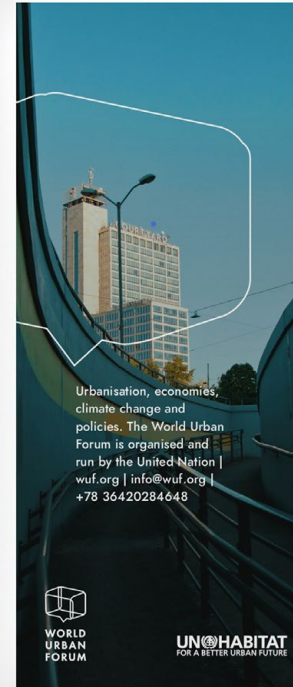 COURTYARD
Urbanisation, economies,
climate change and
policies. The World Urban
Forum is organised and
run by the United Nation |
wuf.org | info@wuf.org |
+78 36420284648
WORLD
URBAN
FORUM
UN HABITAT
FOR A BETTER URBAN FUTURE